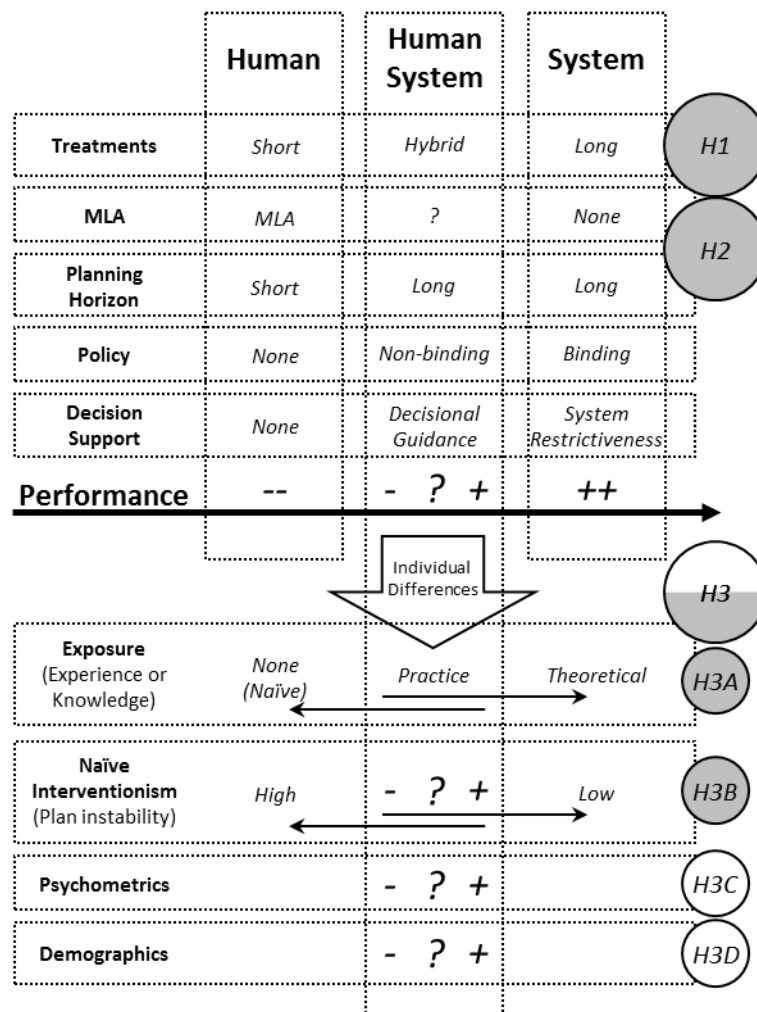 Human
Human
System
System
Treatments
Short
Hybrid
Long
H1
MLA
MLA
?
None
H2
Planning
Horizon
Short
Long
Long
Policy
None
Non-binding
Binding
Decision
Support
None
Decisional
Guidance
System
Restrictiveness
Performance
--
- ? +
++
Individual
Differences
H3
Exposure
(Experience or
Knowledge)
None
(Naïve)
Practice
Theoretical
H3A
Naïve
Interventionism
(Plan instability)
High
- ? +
Low
H3B
Psychometrics
- ? +
H3C
Demographics
- ? +
H3D